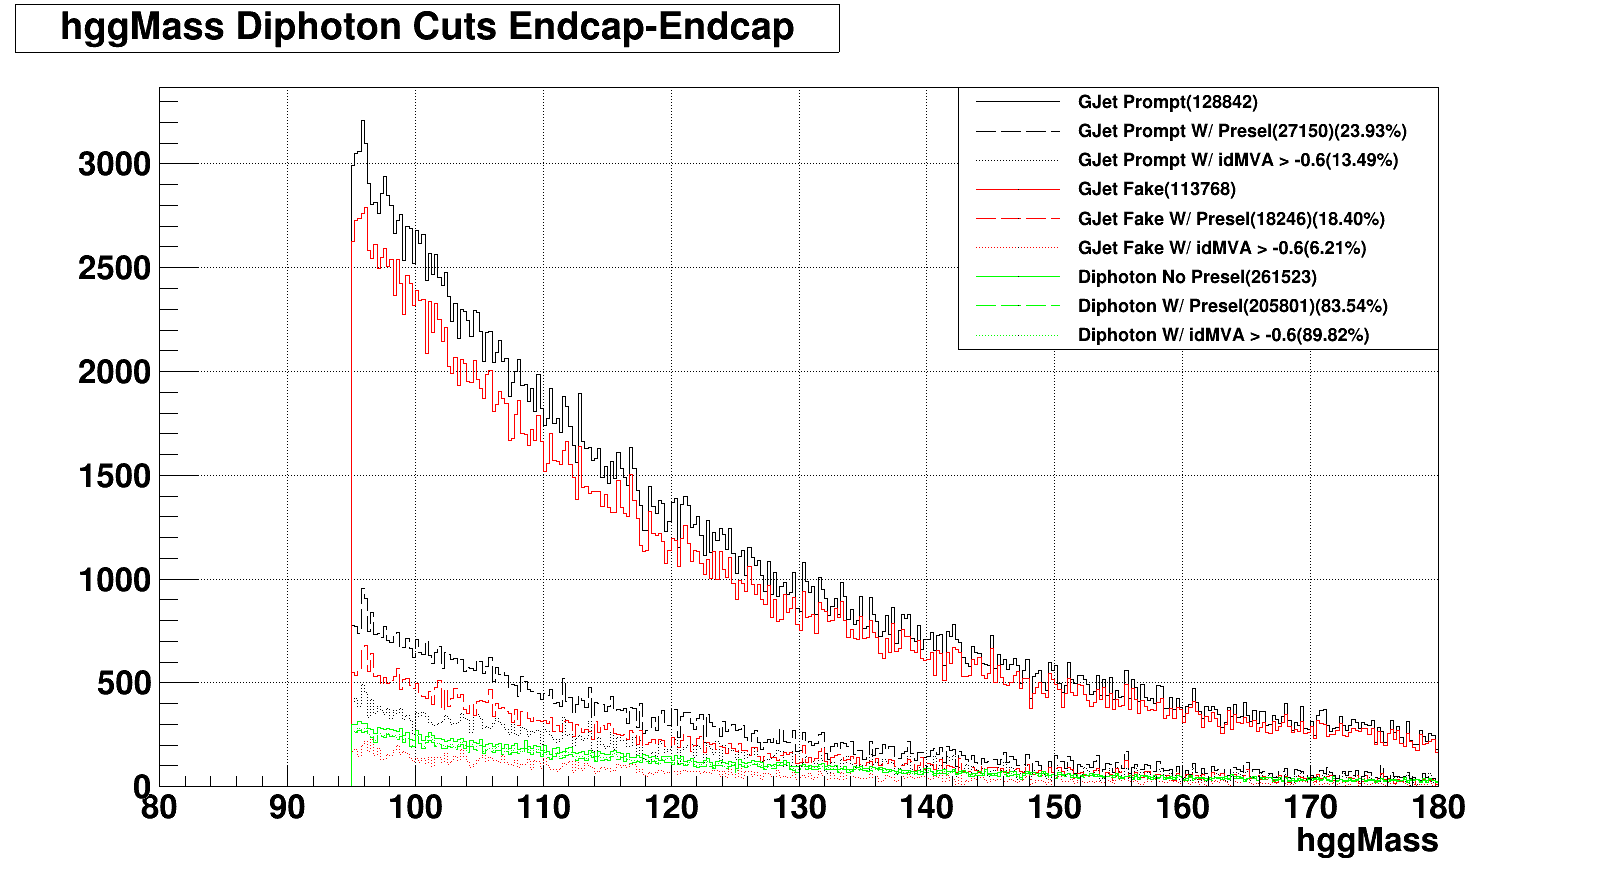 hggMass Diphoton Cuts Endcap-Endcap
GJet Prompt(128842)
GJet Prompt W/ Presel(27150)(23.93%)
GJet Prompt W/ idMVA > -0.6(13.49%)
GJet Fake(113768)
GJet Fake W/ Presel(18246)(18.40%)
GJet Fake W/ idMVA > -0.6(6.21%)
Diphoton No Presel(261523)
Diphoton W/ Presel(205801)(83.54%)
Diphoton W/ idMVA > -0.6(89.82%)
3000
2500
2000
1500
1000
500
0
80 90 100 110 120 130 140 150 160 170 180
hggMass